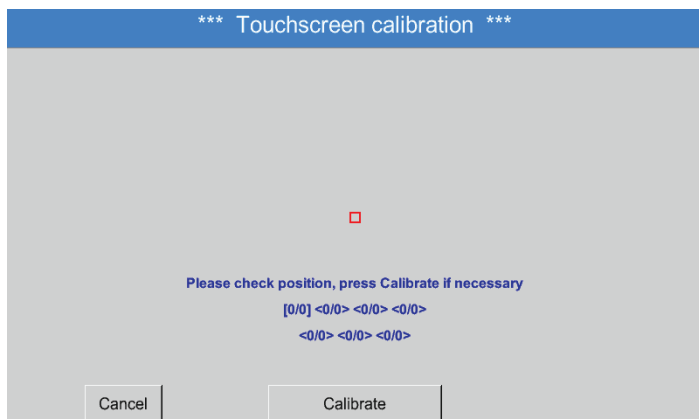 *** Touchscreen calibration ***
Please check position, press Calibrate if necessary
[0/0] <0/0> <0/0> <0/0>
<0/0> <0/0> <0/0>
Cancel Calibrate